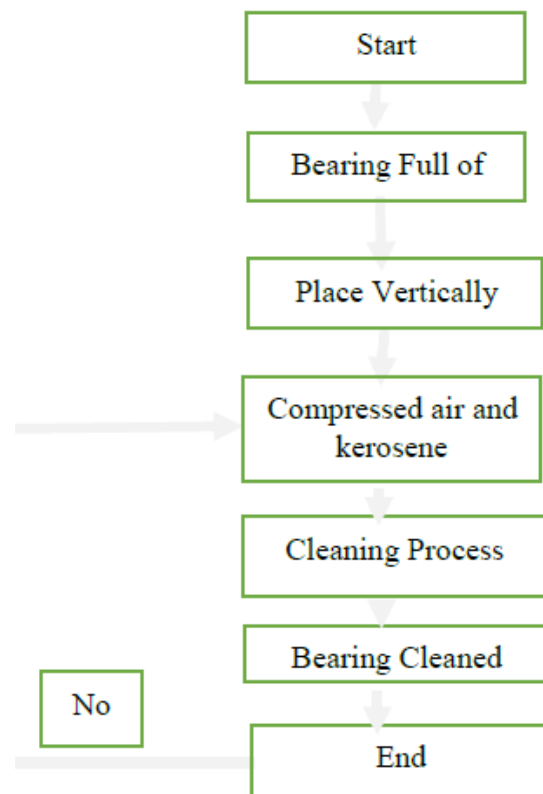 Start
Bearing Full of
Place Vertically
Compressed air and
kerosene
Cleaning Process
Bearing Cleaned
No
End